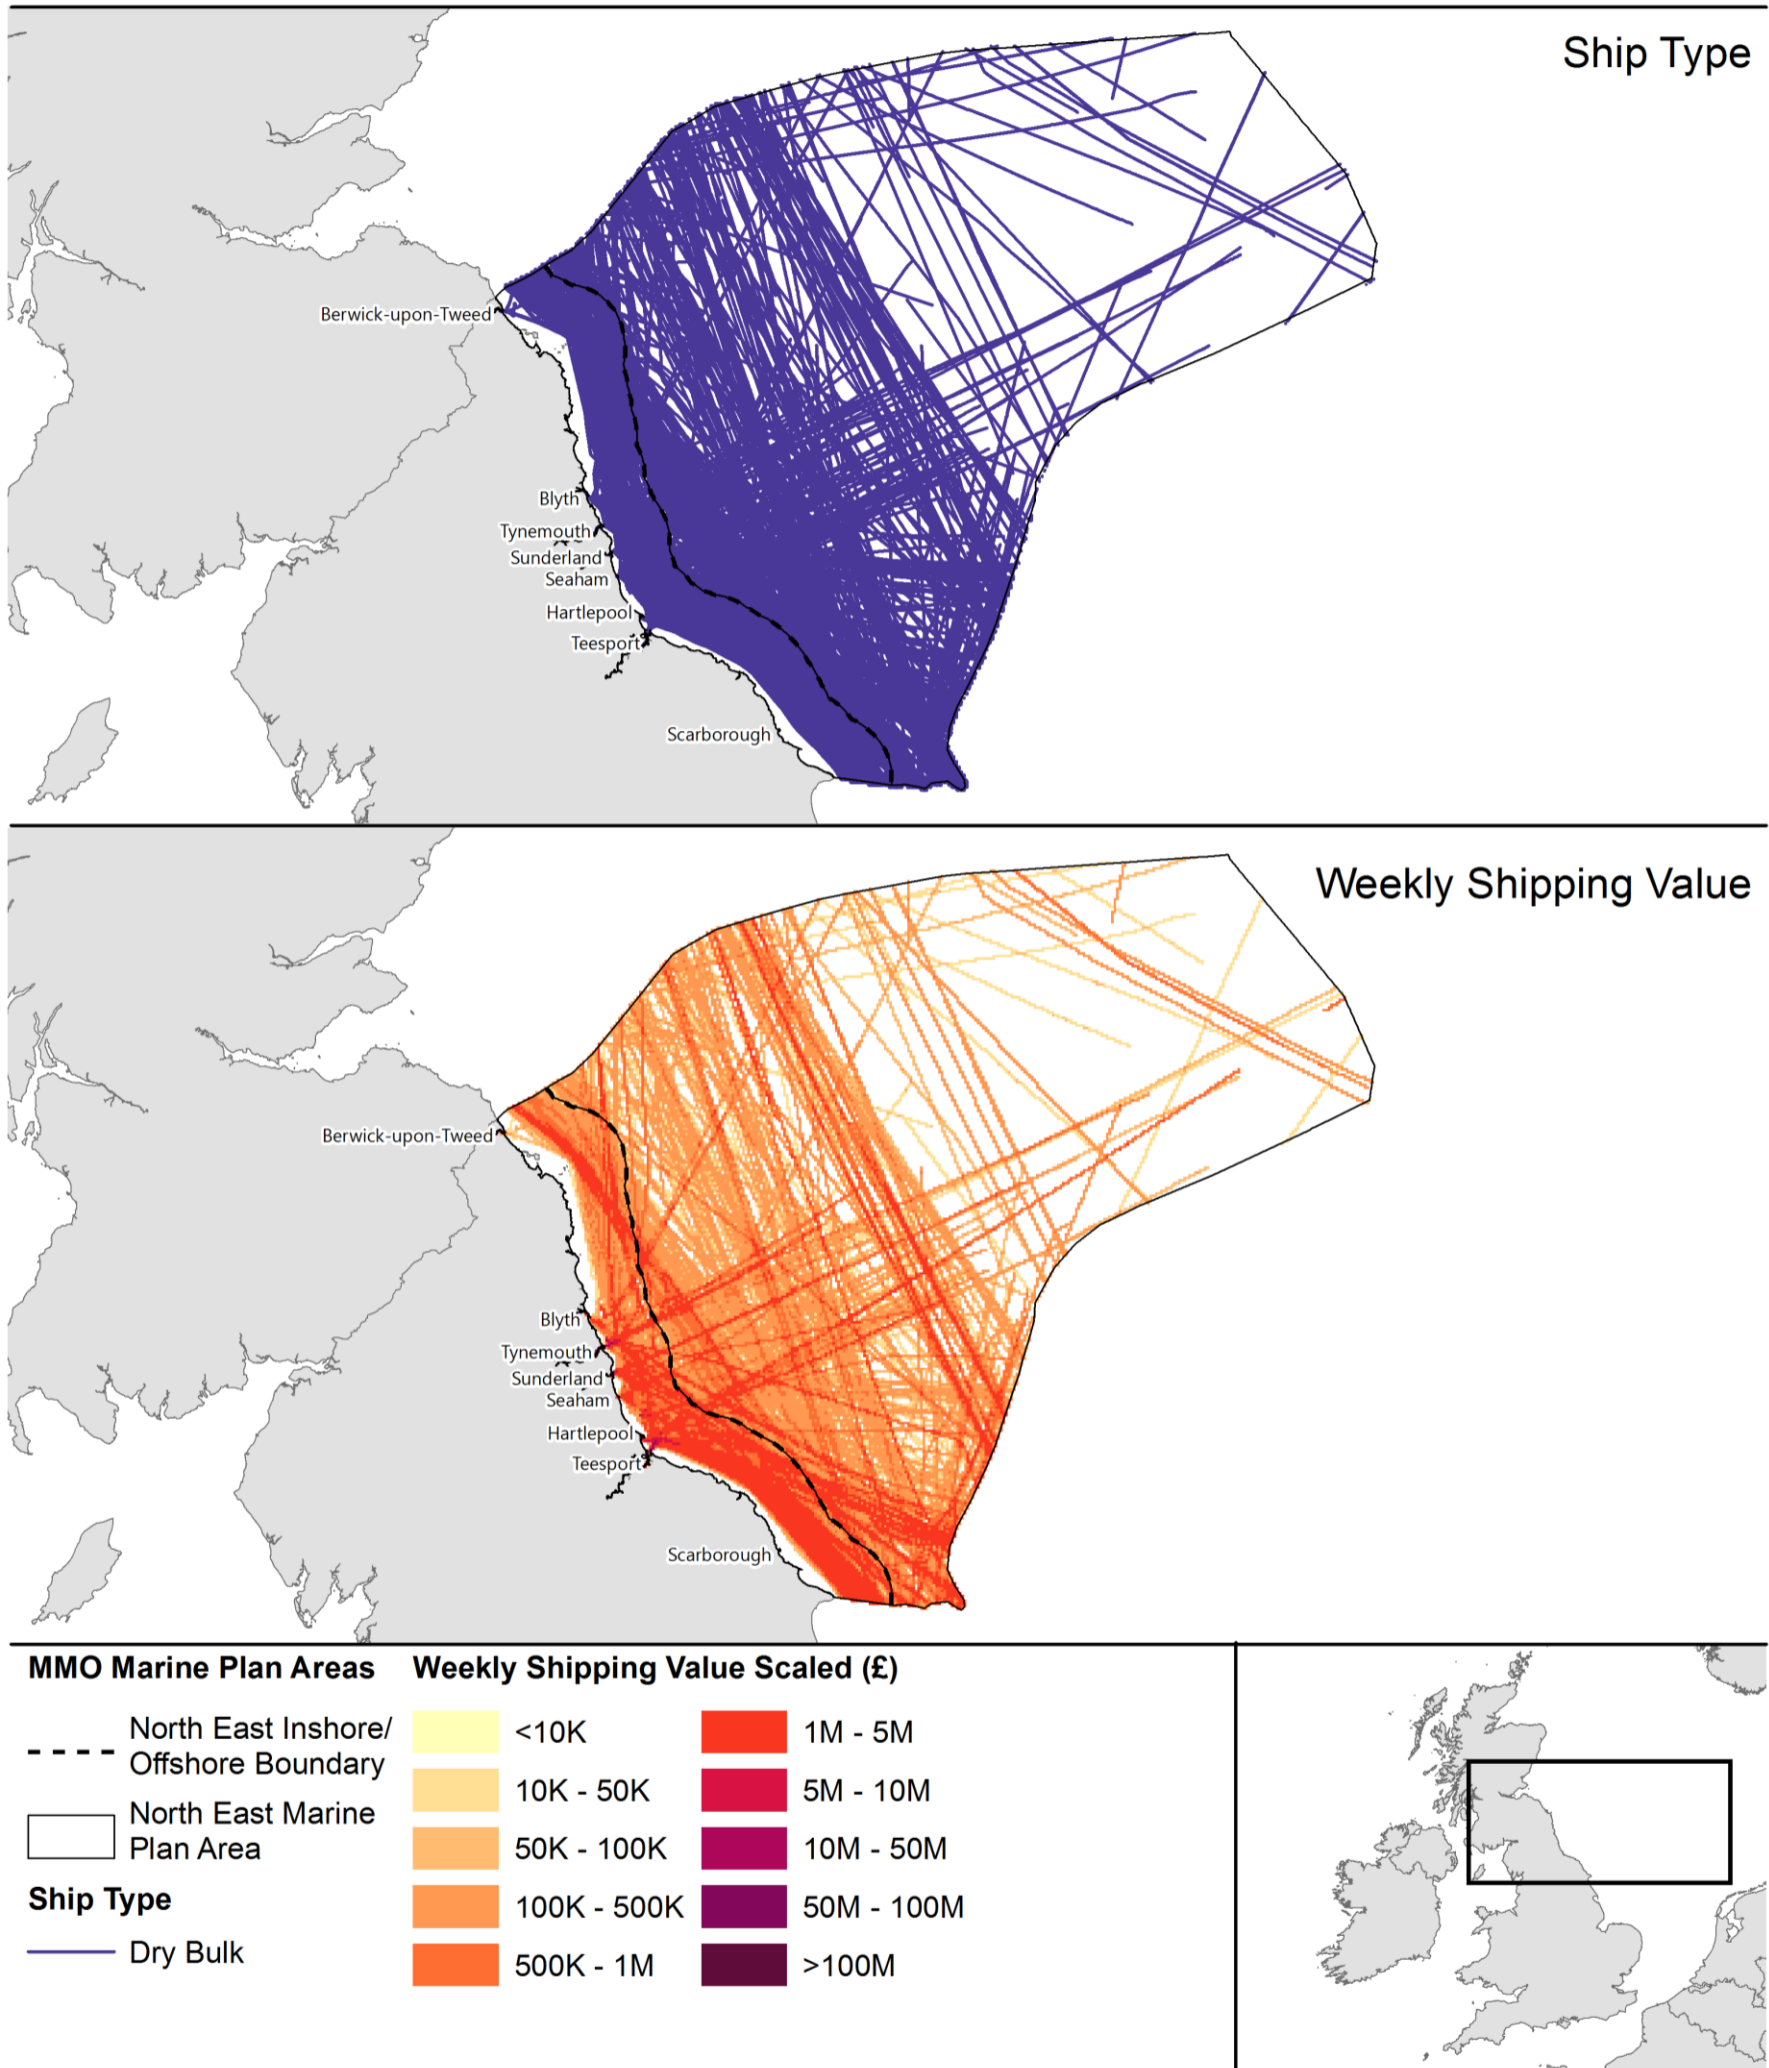 Ship Type
Berwick-upon-Tweed
Blyth
Tynemouth
Sunderland
Seaham
Hartlepool
Teesport
Scarborough
Weekly Shipping Value
Berwick-upon-Tweed
Blyth
Tynemouth
Sunderland
Seaham
Hartlepool
Teesport
Scarborough
MMO Marine Plan Areas
North East Inshore/
Offshore Boundary
North East Marine
Plan Area
Ship Type
Dry Bulk
Weekly Shipping Value Scaled (£)
<10K
10K - 50K
50K - 100K
100K - 500K
500K - 1M
1M - 5M
5M - 10M
10M - 50M
50M - 100M
>100M